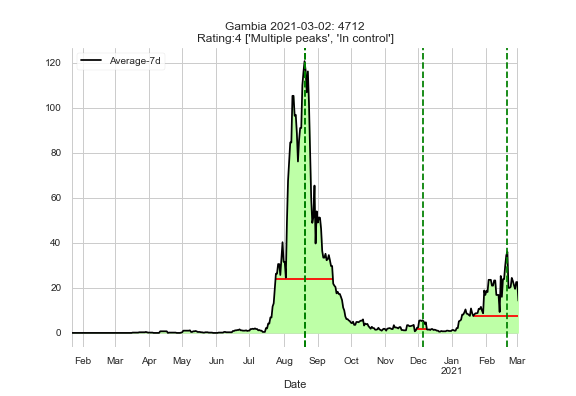 Gambia 2021-03-02: 4712
Rating:4 ['Multiple peaks', 'In control']
Average-7d
120
100
80
60
40
20
0
Feb Mar Apr May Jun Jul Aug Sep Oct Nov Dec Jan Feb Mar
2021
Date